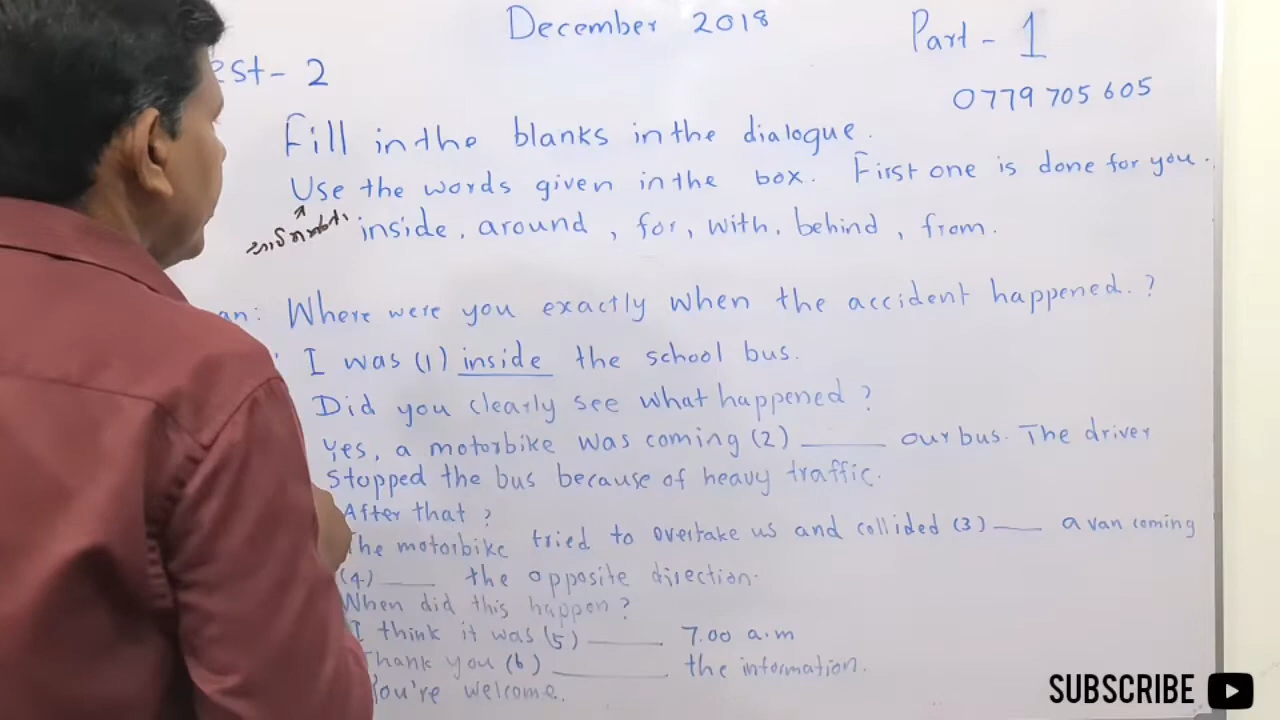 December 2018
Part - 1
est - 2
0779 705 605
Fill in the blanks in the dialogue.
Use the words given in the box. First one is done for you.
inside, around, for, with, behind, from.
an: Where were you exactly when the accident happened.?
I was (1) inside the school bus.
Did you clearly see what happened?
Yes, a motorbike was coming (2) ______ our bus. The driver
stopped the bus because of heavy traffic.
After that?
The motorbike tried to overtake us and collided (3) ____ a van coming
(4) ____ the opposite direction.
When did this happen?
I think it was (5) _____ 7.00 a.m
Thank you (6) ________ the information.
You're welcome.
SUBSCRIBE